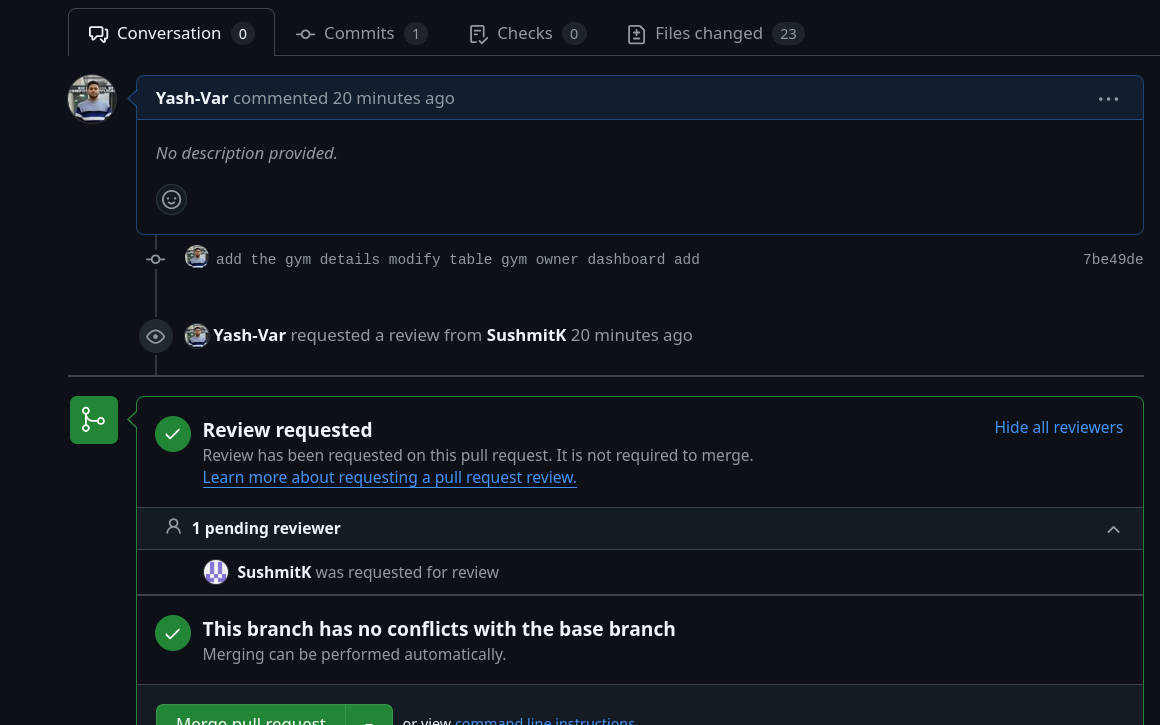 Conversation 0 Commits 1 Checks 0 Files changed 23
Yash-Var commented 20 minutes ago
No description provided.
add the gym details modify table gym owner dashboard add 7be49de
Yash-Var requested a review from SushmitK 20 minutes ago
Review requested
Hide all reviewers
Review has been requested on this pull request. It is not required to merge.
Learn more about requesting a pull request review.
1 pending reviewer
SushmitK was requested for review
This branch has no conflicts with the base branch
Merging can be performed automatically.
Merge pull request or view command line instructions